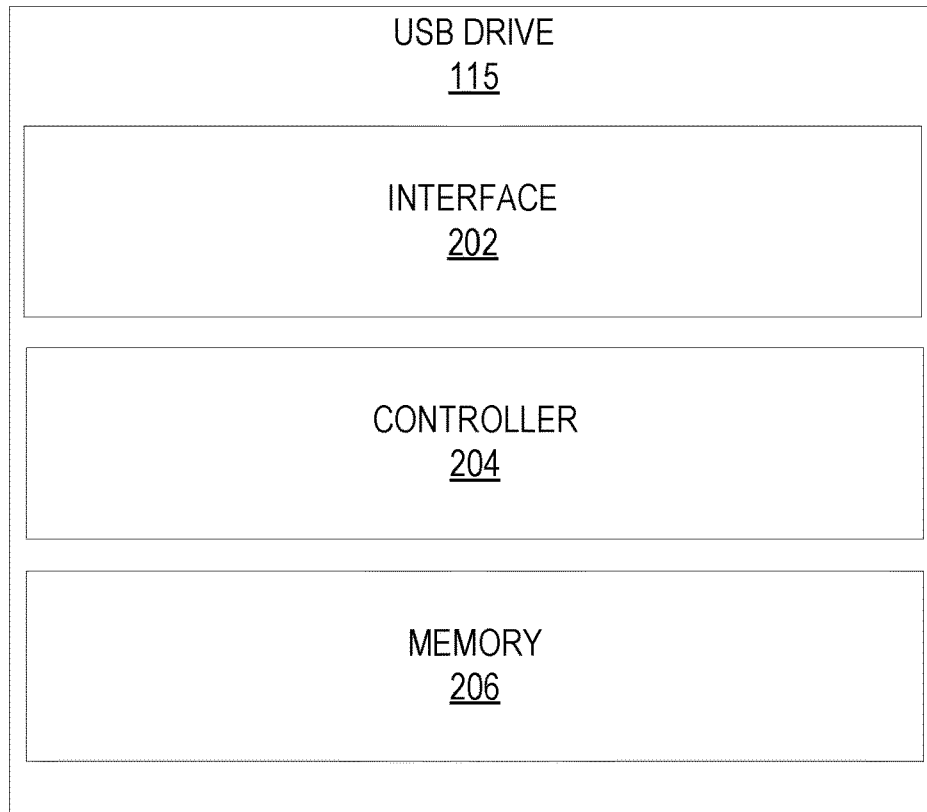 USB DRIVE
115
INTERFACE
202
CONTROLLER
204
MEMORY
206